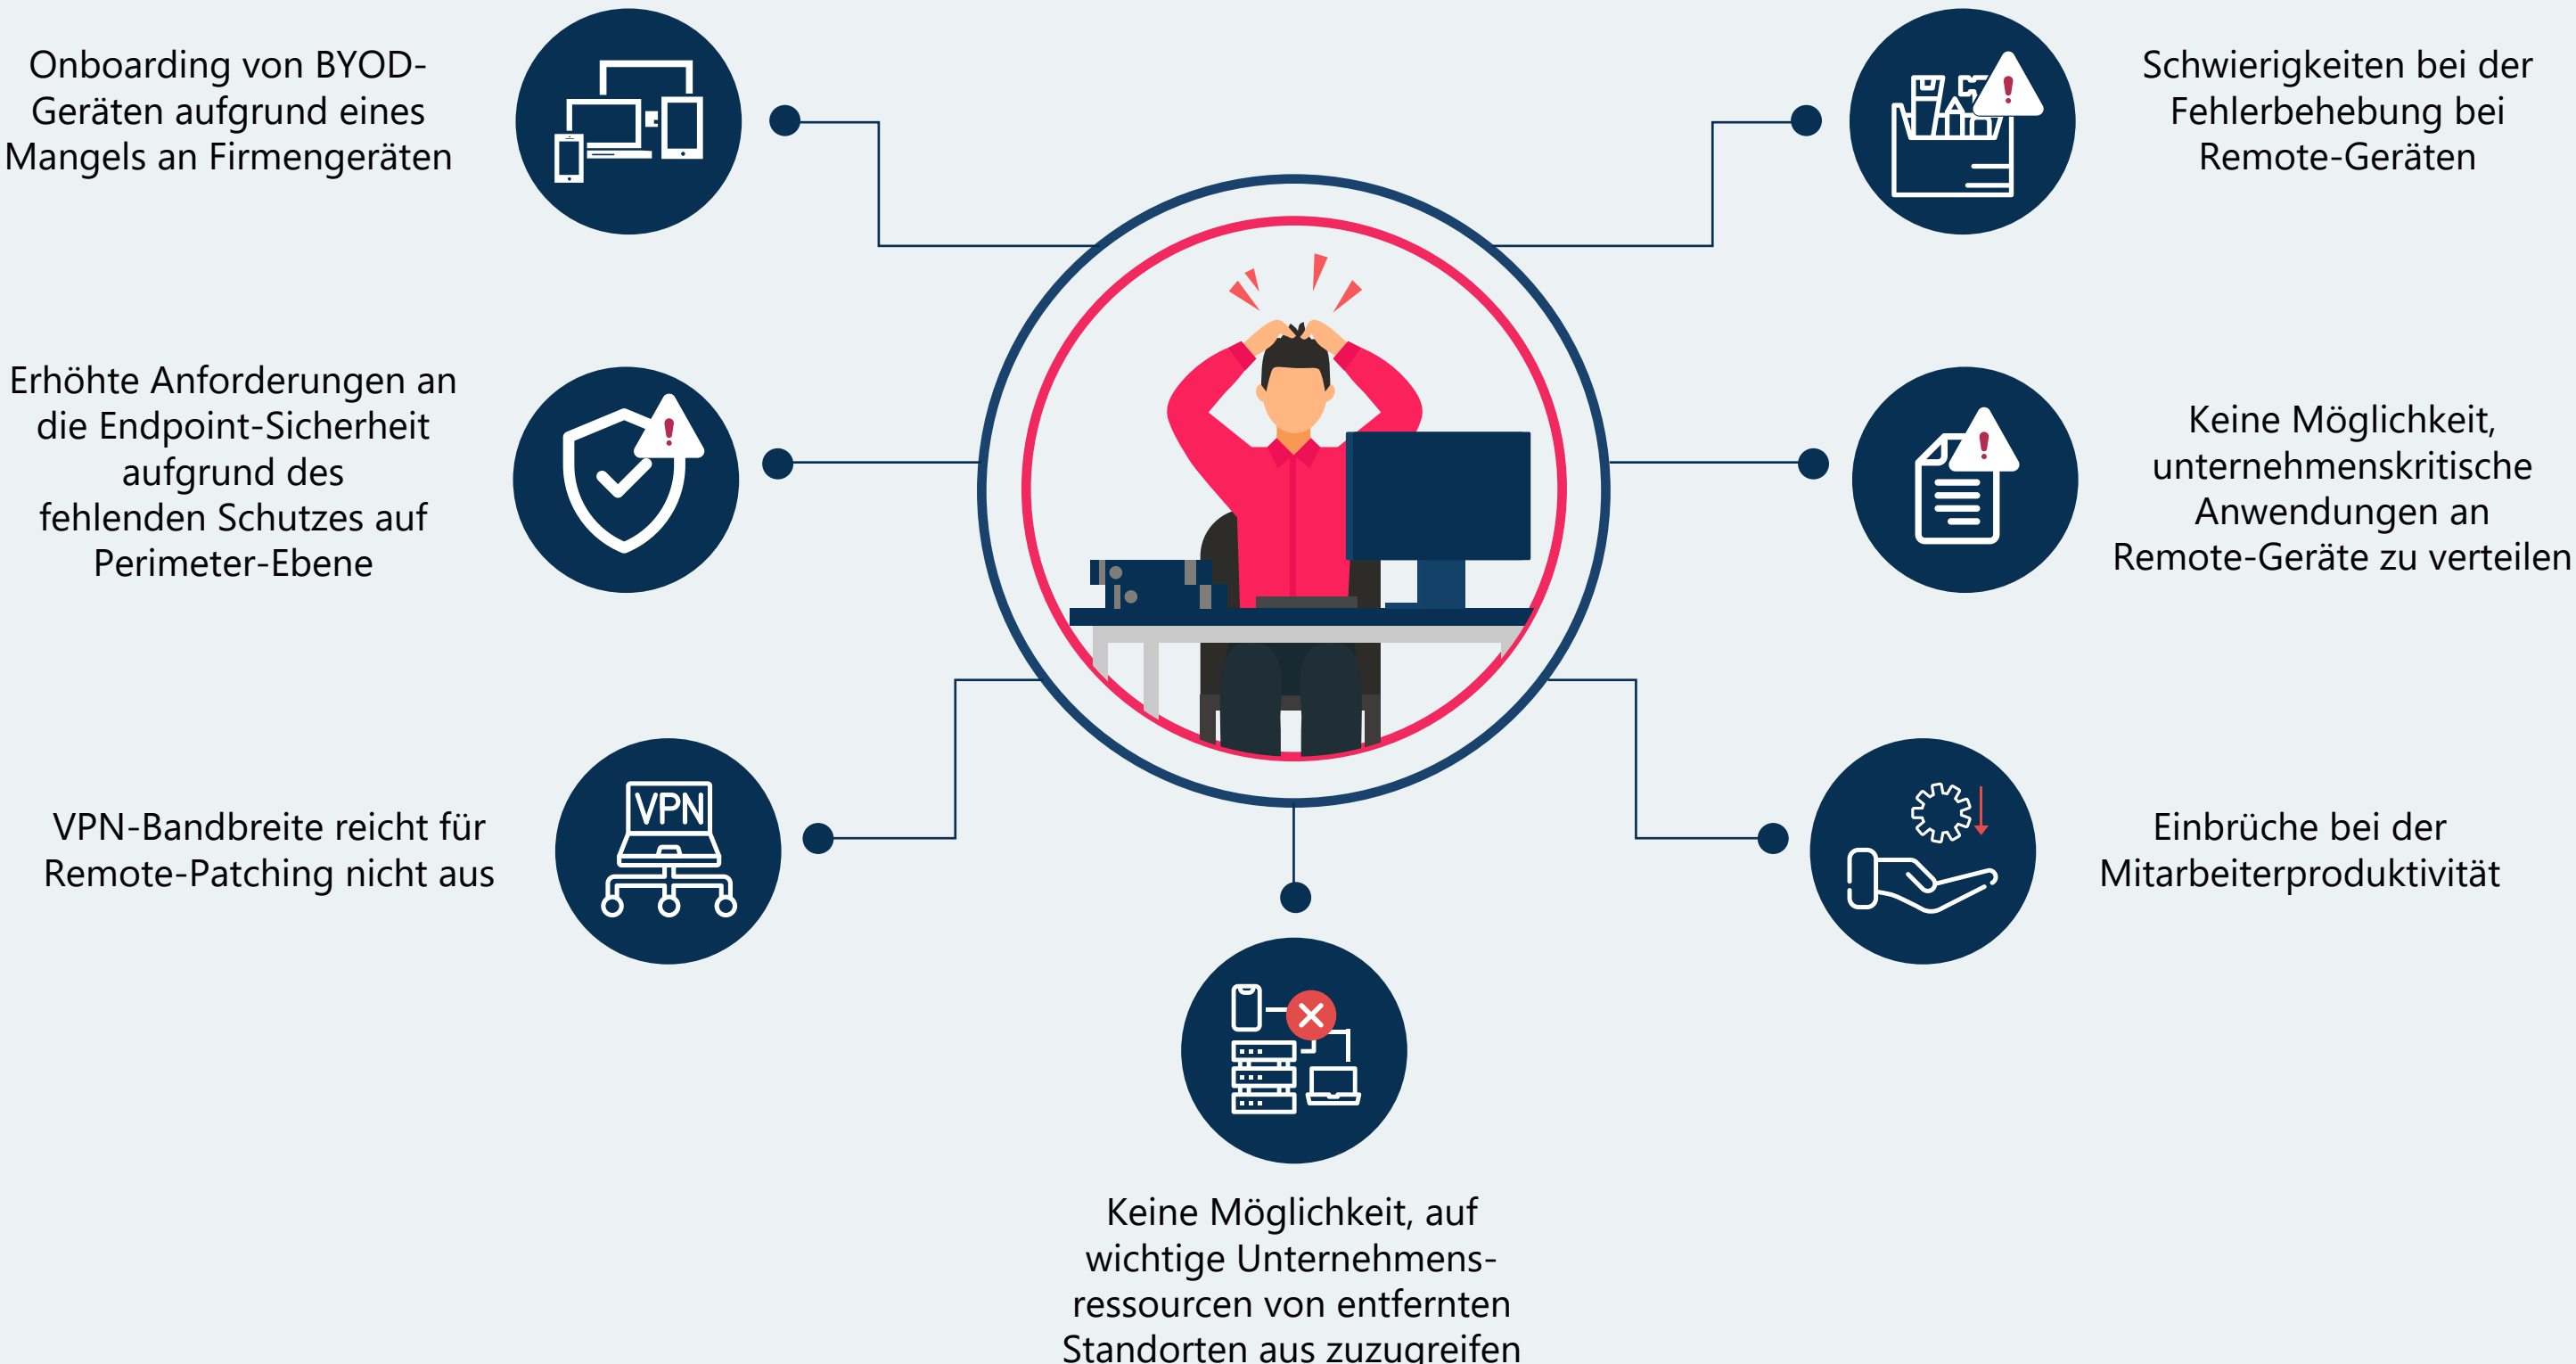 Onboarding von BYOD-
Geräten aufgrund eines
Mangels an Firmengeräten
Schwierigkeiten bei der
Fehlerbehebung bei
Remote-Geräten
Erhöhte Anforderungen an
die Endpoint-Sicherheit
aufgrund des
fehlenden Schutzes auf
Perimeter-Ebene
Keine Möglichkeit,
unternehmenskritische
Anwendungen an
Remote-Geräte zu verteilen
VPN-Bandbreite reicht für
Remote-Patching nicht aus
VPN
Einbrüche bei der
Mitarbeiterproduktivität
Keine Möglichkeit, auf
wichtige Unternehmens-
ressourcen von entfernten
Standorten aus zuzugreifen